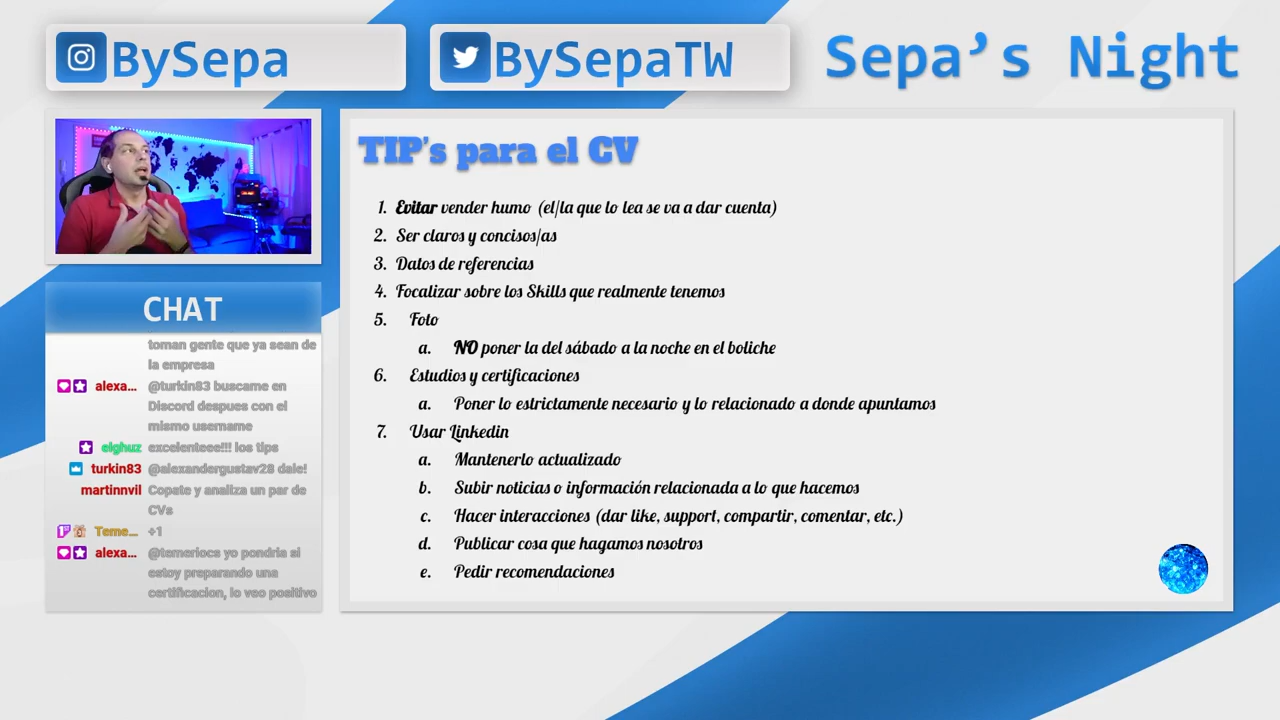 BySepa
BySepaTW
Sepa's Night
TIP's para el CV
1. Evitar vender humo (el/la que lo lea se va a dar cuenta)
2. Ser claros y concisos/as
3. Datos de referencias
4. Focalizar sobre los Skills que realmente tenemos
5. Foto
a. NO poner la del sábado a la noche en el boliche
6. Estudios y certificaciones
a. Poner lo estrictamente necesario y lo relacionado a donde apuntamos
7. Usar Linkedin
a. Mantenerlo actualizado
b. Subir noticias o información relacionada a lo que hacemos
c. Hacer interacciones (dar like, support, compartir, comentar, etc.)
d. Publicar cosa que hagamos nosotros
e. Pedir recomendaciones
CHAT
toman gente que ya sean de
la empresa
alexa... @turkin83 buscame en
Discord despues con el
mismo username
elghuz excelenteee!!! los tips
turkin83 @alexandergustav28 dale!
martinnvil Copate y analiza un par de
CVs
Teme... +1
alexa... @temeriocs yo pondria si
estoy preparando una
certificacion, lo veo positivo